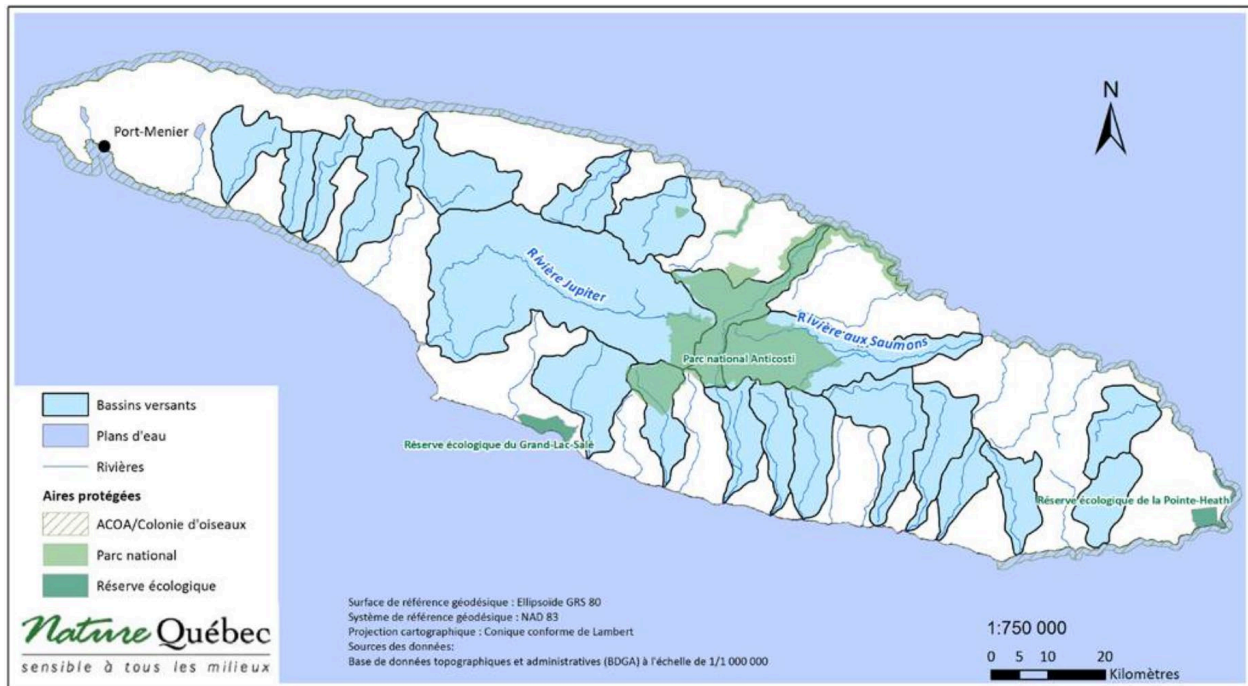 N
Port-Menier
Rivière Jupiter
Rivière aux Saumons
Parc national Anticosti
Réserve écologique du Grand-Lac-Salé
Réserve écologique de la Pointe-Heath
Bassins versants
Plans d'eau
Rivières
Aires protégées
ACOA/Colonie d'oiseaux
Parc national
Réserve écologique
Nature Québec
sensible à tous les milieux
Surface de référence géodésique : Ellipsoïde GRS 80
Système de référence géodésique : NAD 83
Projection cartographique : Conique conforme de Lambert
Sources des données:
Base de données topographiques et administratives (BDGA) à l'échelle de 1/1 000 000
1:750 000
0 5 10 20
Kilomètres